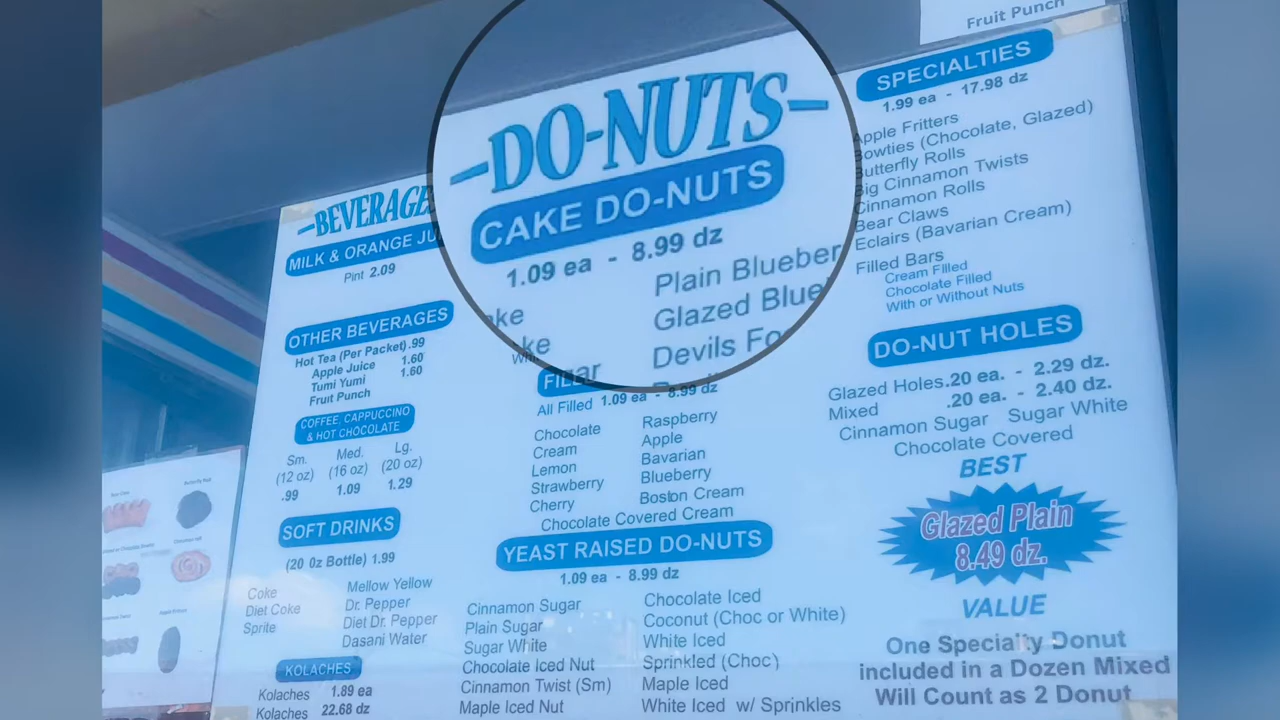 Fruit Punch
-DO-NUTS-
CAKE DO-NUTS
1.09 ea - 8.99 dz
Plain Blueber
Glazed Blue
Devils Fo
-BEVERAGE
MILK & ORANGE JU
Pint 2.09
OTHER BEVERAGES
Hot Tea (Per Packet) .99
Apple Juice 1.60
Tumi Yumi 1.60
Fruit Punch
COFFEE, CAPPUCCINO
& HOT CHOCOLATE
Sm. Med. Lg.
(12 oz) (16 oz) (20 oz)
.99 1.09 1.29
SOFT DRINKS
(20 0z Bottle) 1.99
Coke
Diet Coke
Sprite
Mellow Yellow
Dr. Pepper
Diet Dr. Pepper
Dasani Water
KOLACHES
Kolaches 1.89 ea
Kolaches 22.68 dz
All Filled 1.09 ea - 8.99 dz
Chocolate
Cream
Lemon
Strawberry
Cherry
Raspberry
Apple
Bavarian
Blueberry
Boston Cream
Chocolate Covered Cream
YEAST RAISED DO-NUTS
1.09 ea - 8.99 dz
Cinnamon Sugar
Plain Sugar
Sugar White
Chocolate Iced Nut
Cinnamon Twist (Sm)
Maple Iced Nut
Chocolate Iced
Coconut (Choc or White)
White Iced
Sprinkled (Choc)
Maple Iced
White Iced w/ Sprinkles
SPECIALTIES
1.99 ea - 17.98 dz
Apple Fritters
Bowties (Chocolate, Glazed)
Butterfly Rolls
Big Cinnamon Twists
Cinnamon Rolls
Bear Claws
Eclairs (Bavarian Cream)
Filled Bars
Cream Filled
Chocolate Filled
With or Without Nuts
DO-NUT HOLES
Glazed Holes .20 ea. - 2.29 dz.
Mixed .20 ea. - 2.40 dz.
Cinnamon Sugar Sugar White
Chocolate Covered
BEST
Glazed Plain
8.49 dz.
VALUE
One Specialty Donut
included in a Dozen Mixed
Will Count as 2 Donut